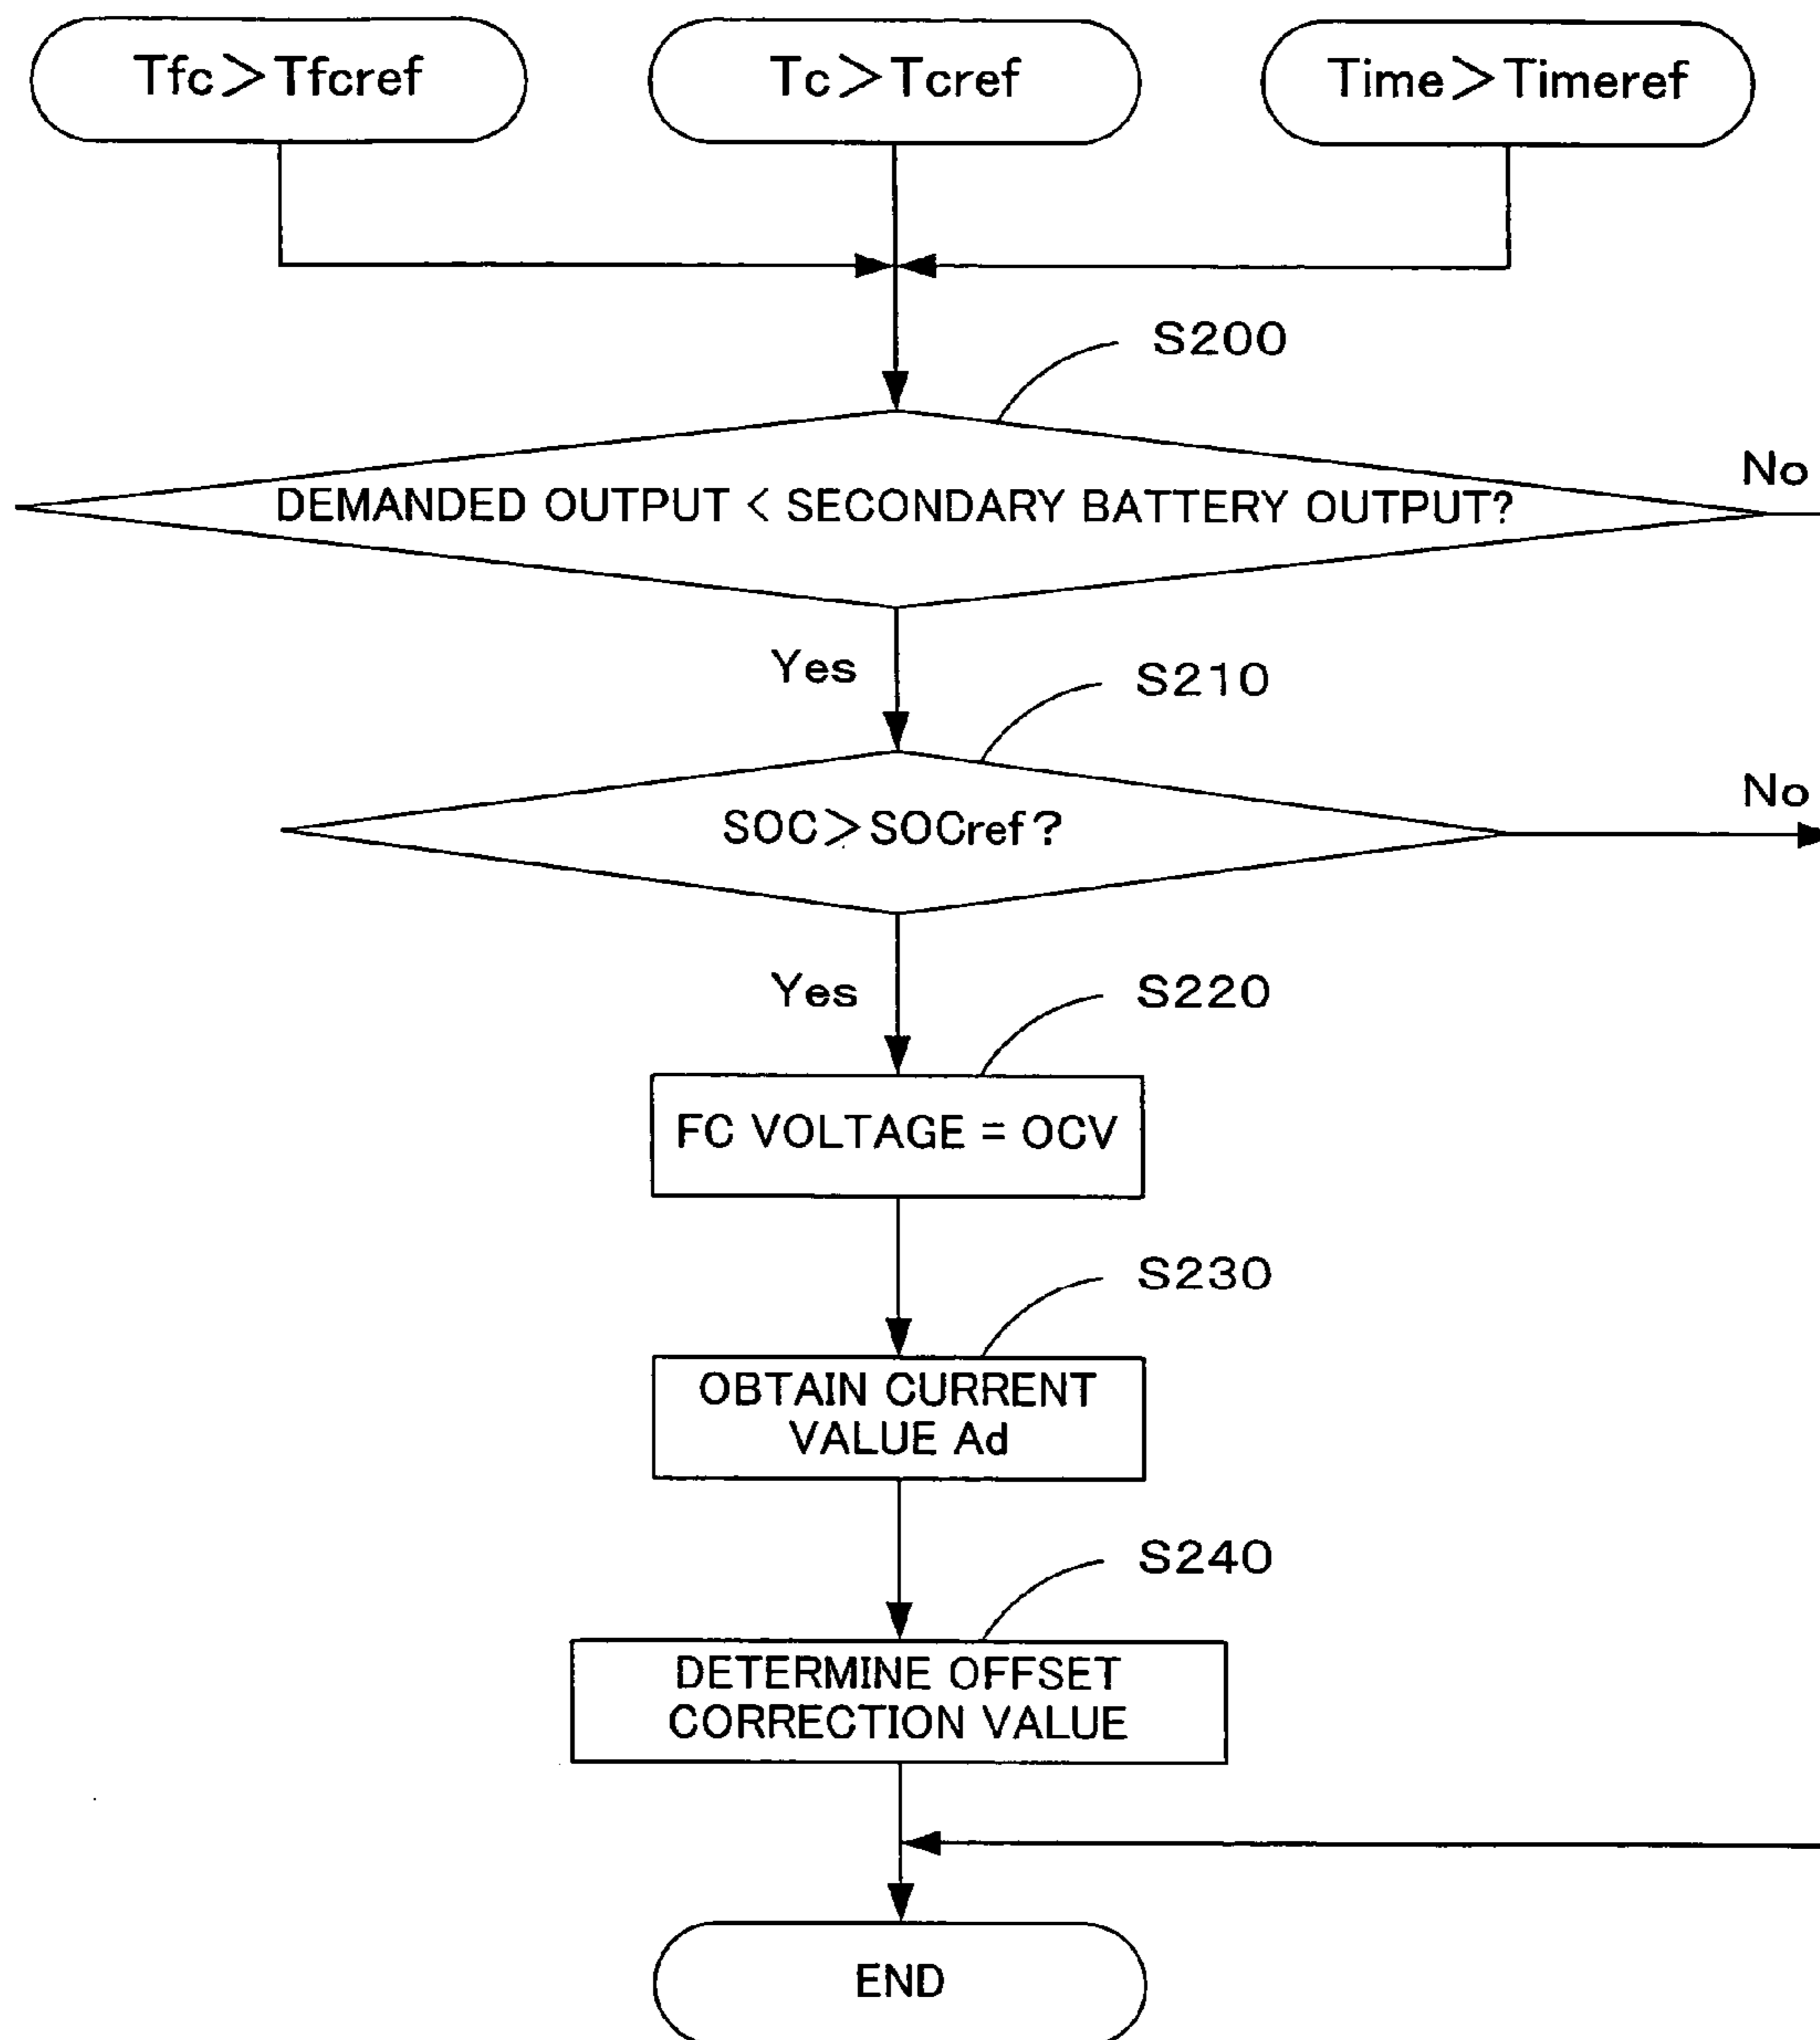 Tfc＞Tfcref
Tc＞Tcref
Time＞Timeref
S200
DEMANDED OUTPUT < SECONDARY BATTERY OUTPUT?
No
Yes
S210
SOC＞SOCref?
No
Yes
S220
FC VOLTAGE = OCV
S230
OBTAIN CURRENT
VALUE Ad
S240
DETERMINE OFFSET
CORRECTION VALUE
END